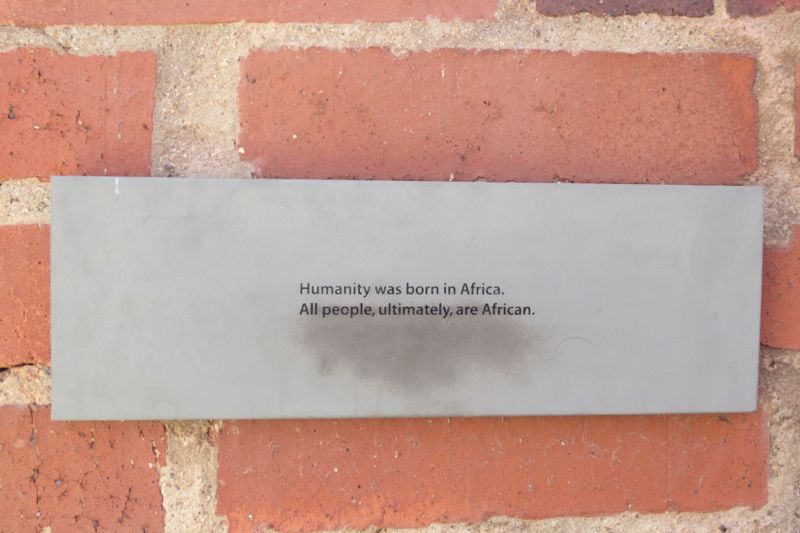 Humanity was born in Africa.
All people, ultimately, are African.